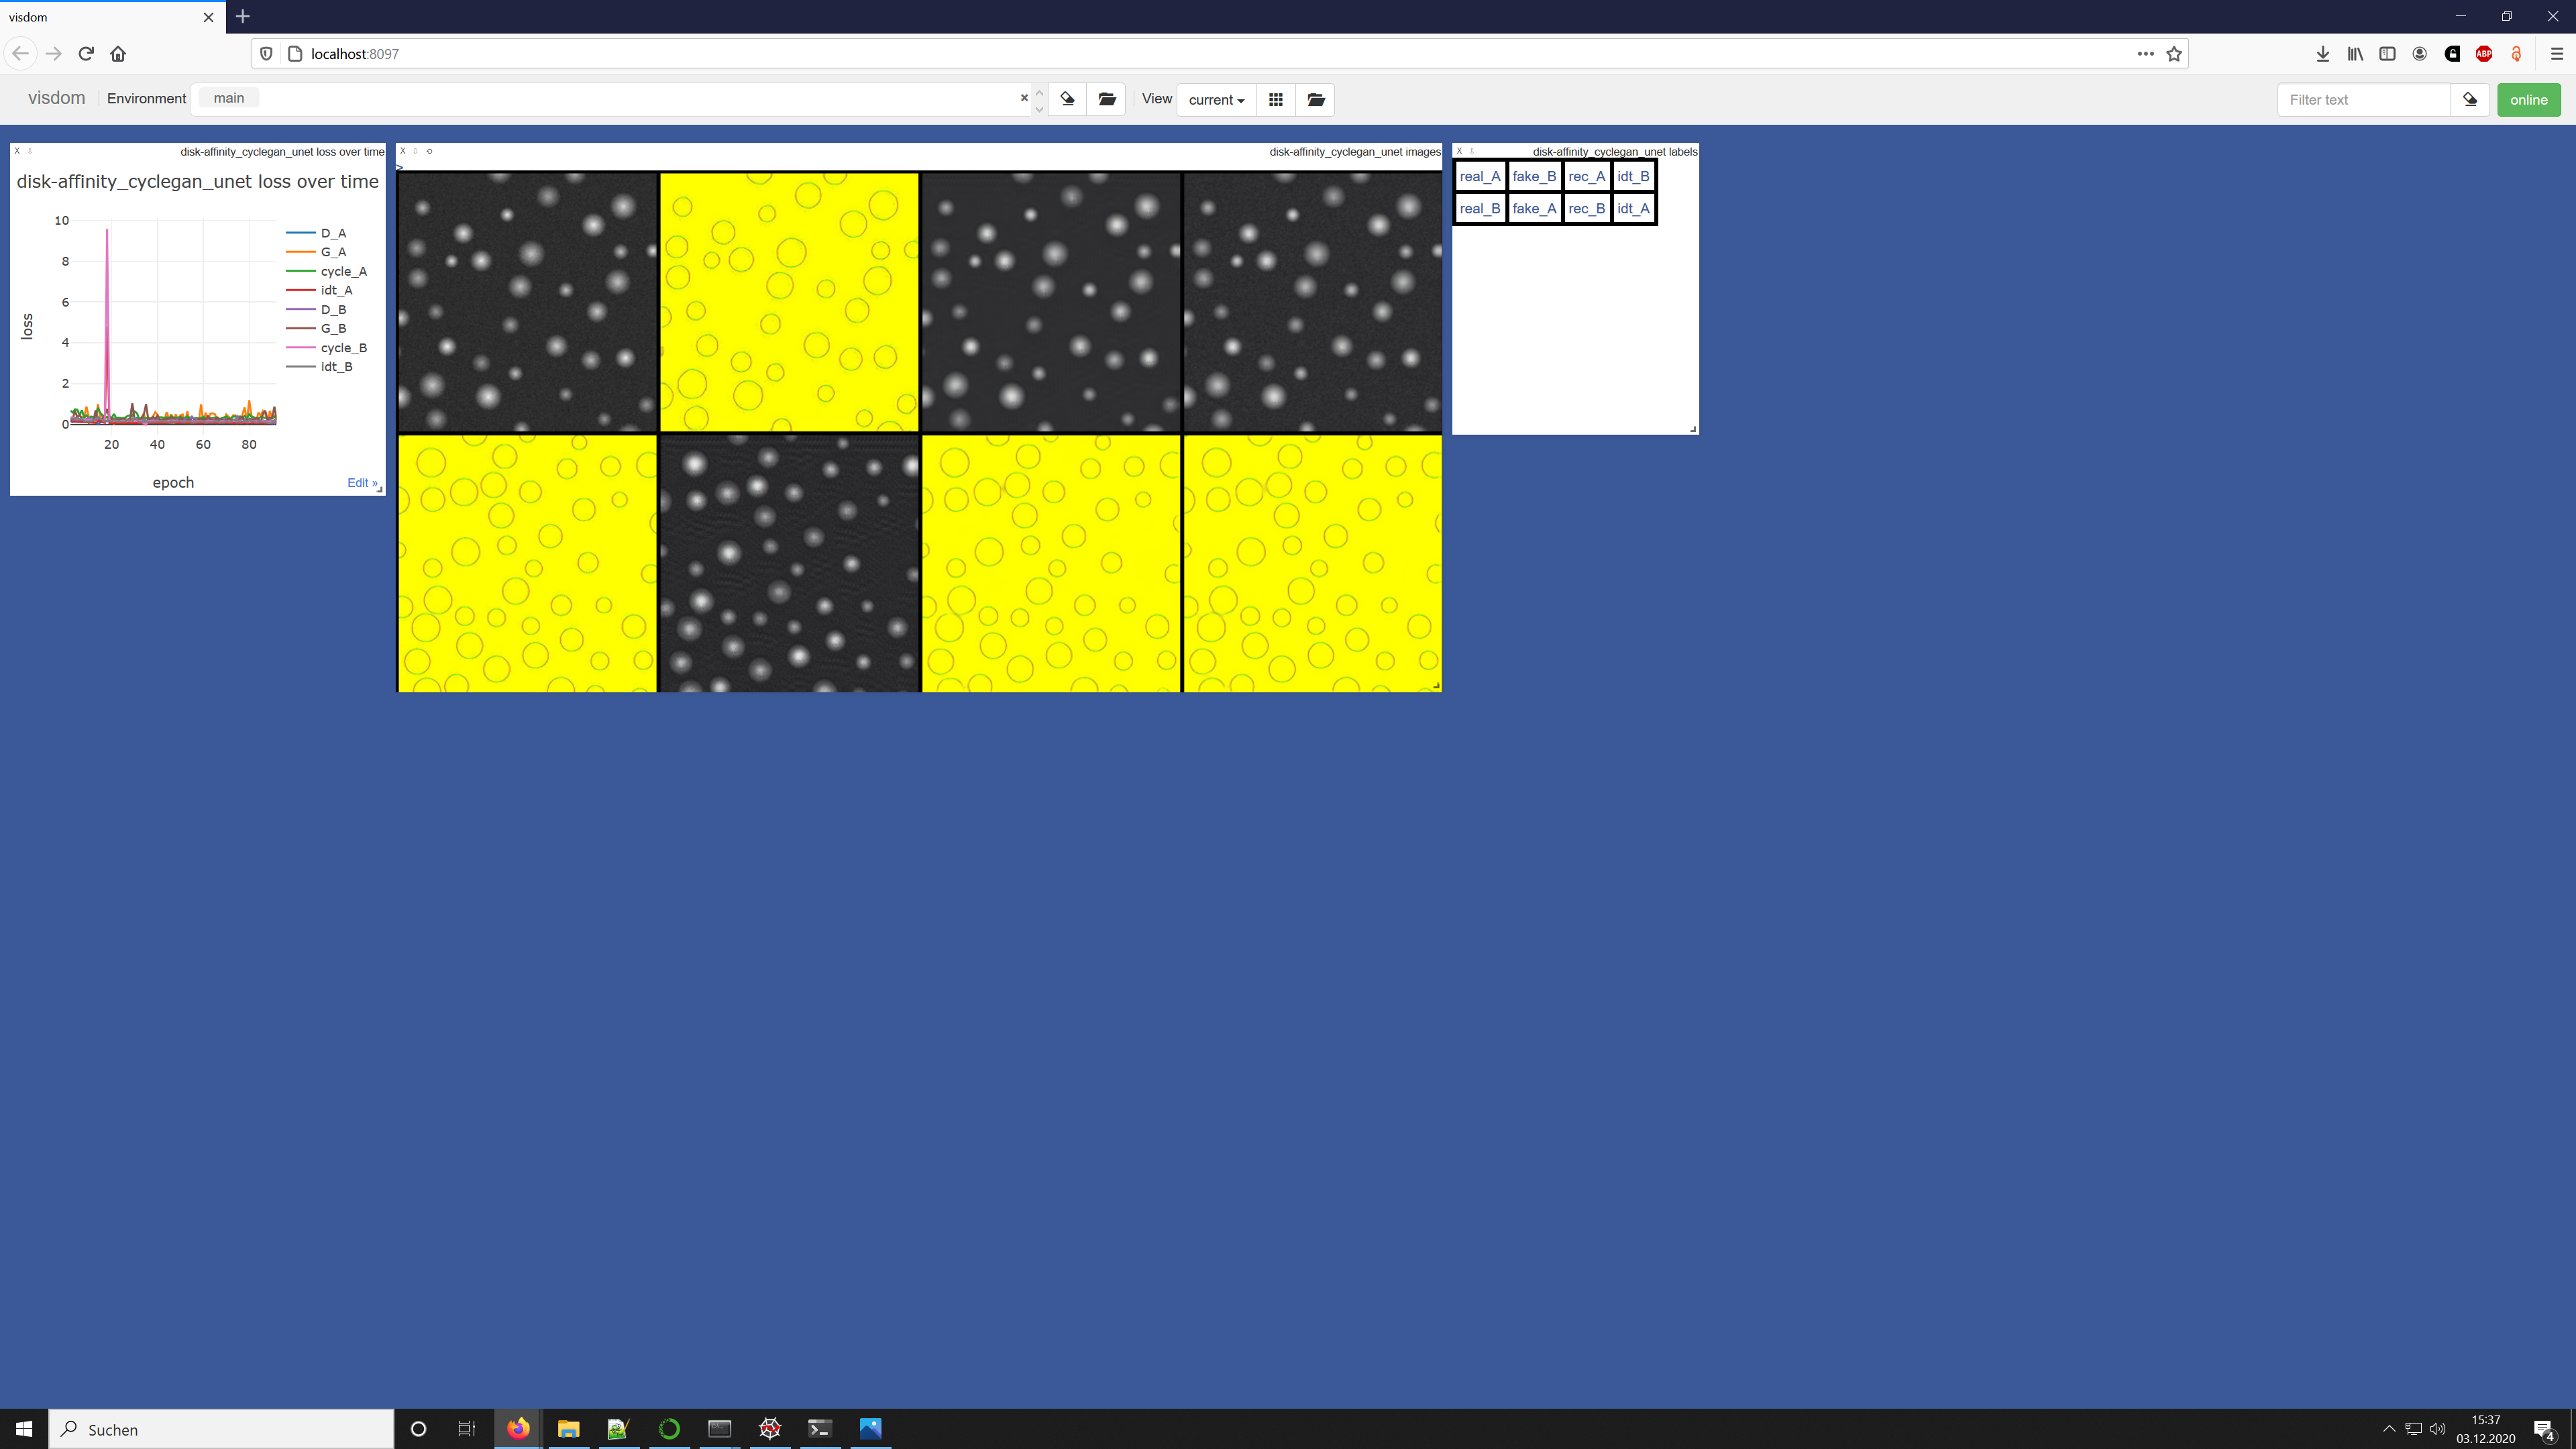 visdom
localhost:8097
visdom Environment main View current Filter text online
disk-affinity_cyclegan_unet loss over time
disk-affinity_cyclegan_unet loss over time
10
8
6
4
2
0
20 40 60 80
loss
epoch
D_A
G_A
cycle_A
idt_A
D_B
G_B
cycle_B
idt_B
Edit »
disk-affinity_cyclegan_unet images
>
disk-affinity_cyclegan_unet labels
real_A fake_B rec_A idt_B
real_B fake_A rec_B idt_A
Suchen
ABP
15:37
03.12.2020
4